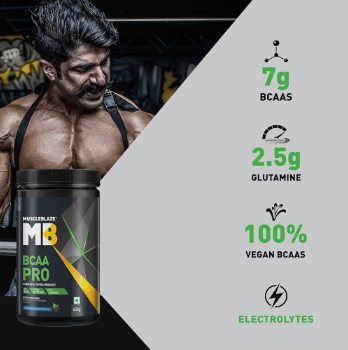 7g
BCAAS
2.5g
GLUTAMINE
100%
VEGAN BCAAS
ELECTROLYTES
MUSCLEBLAZE
MB
BCAA
PRO